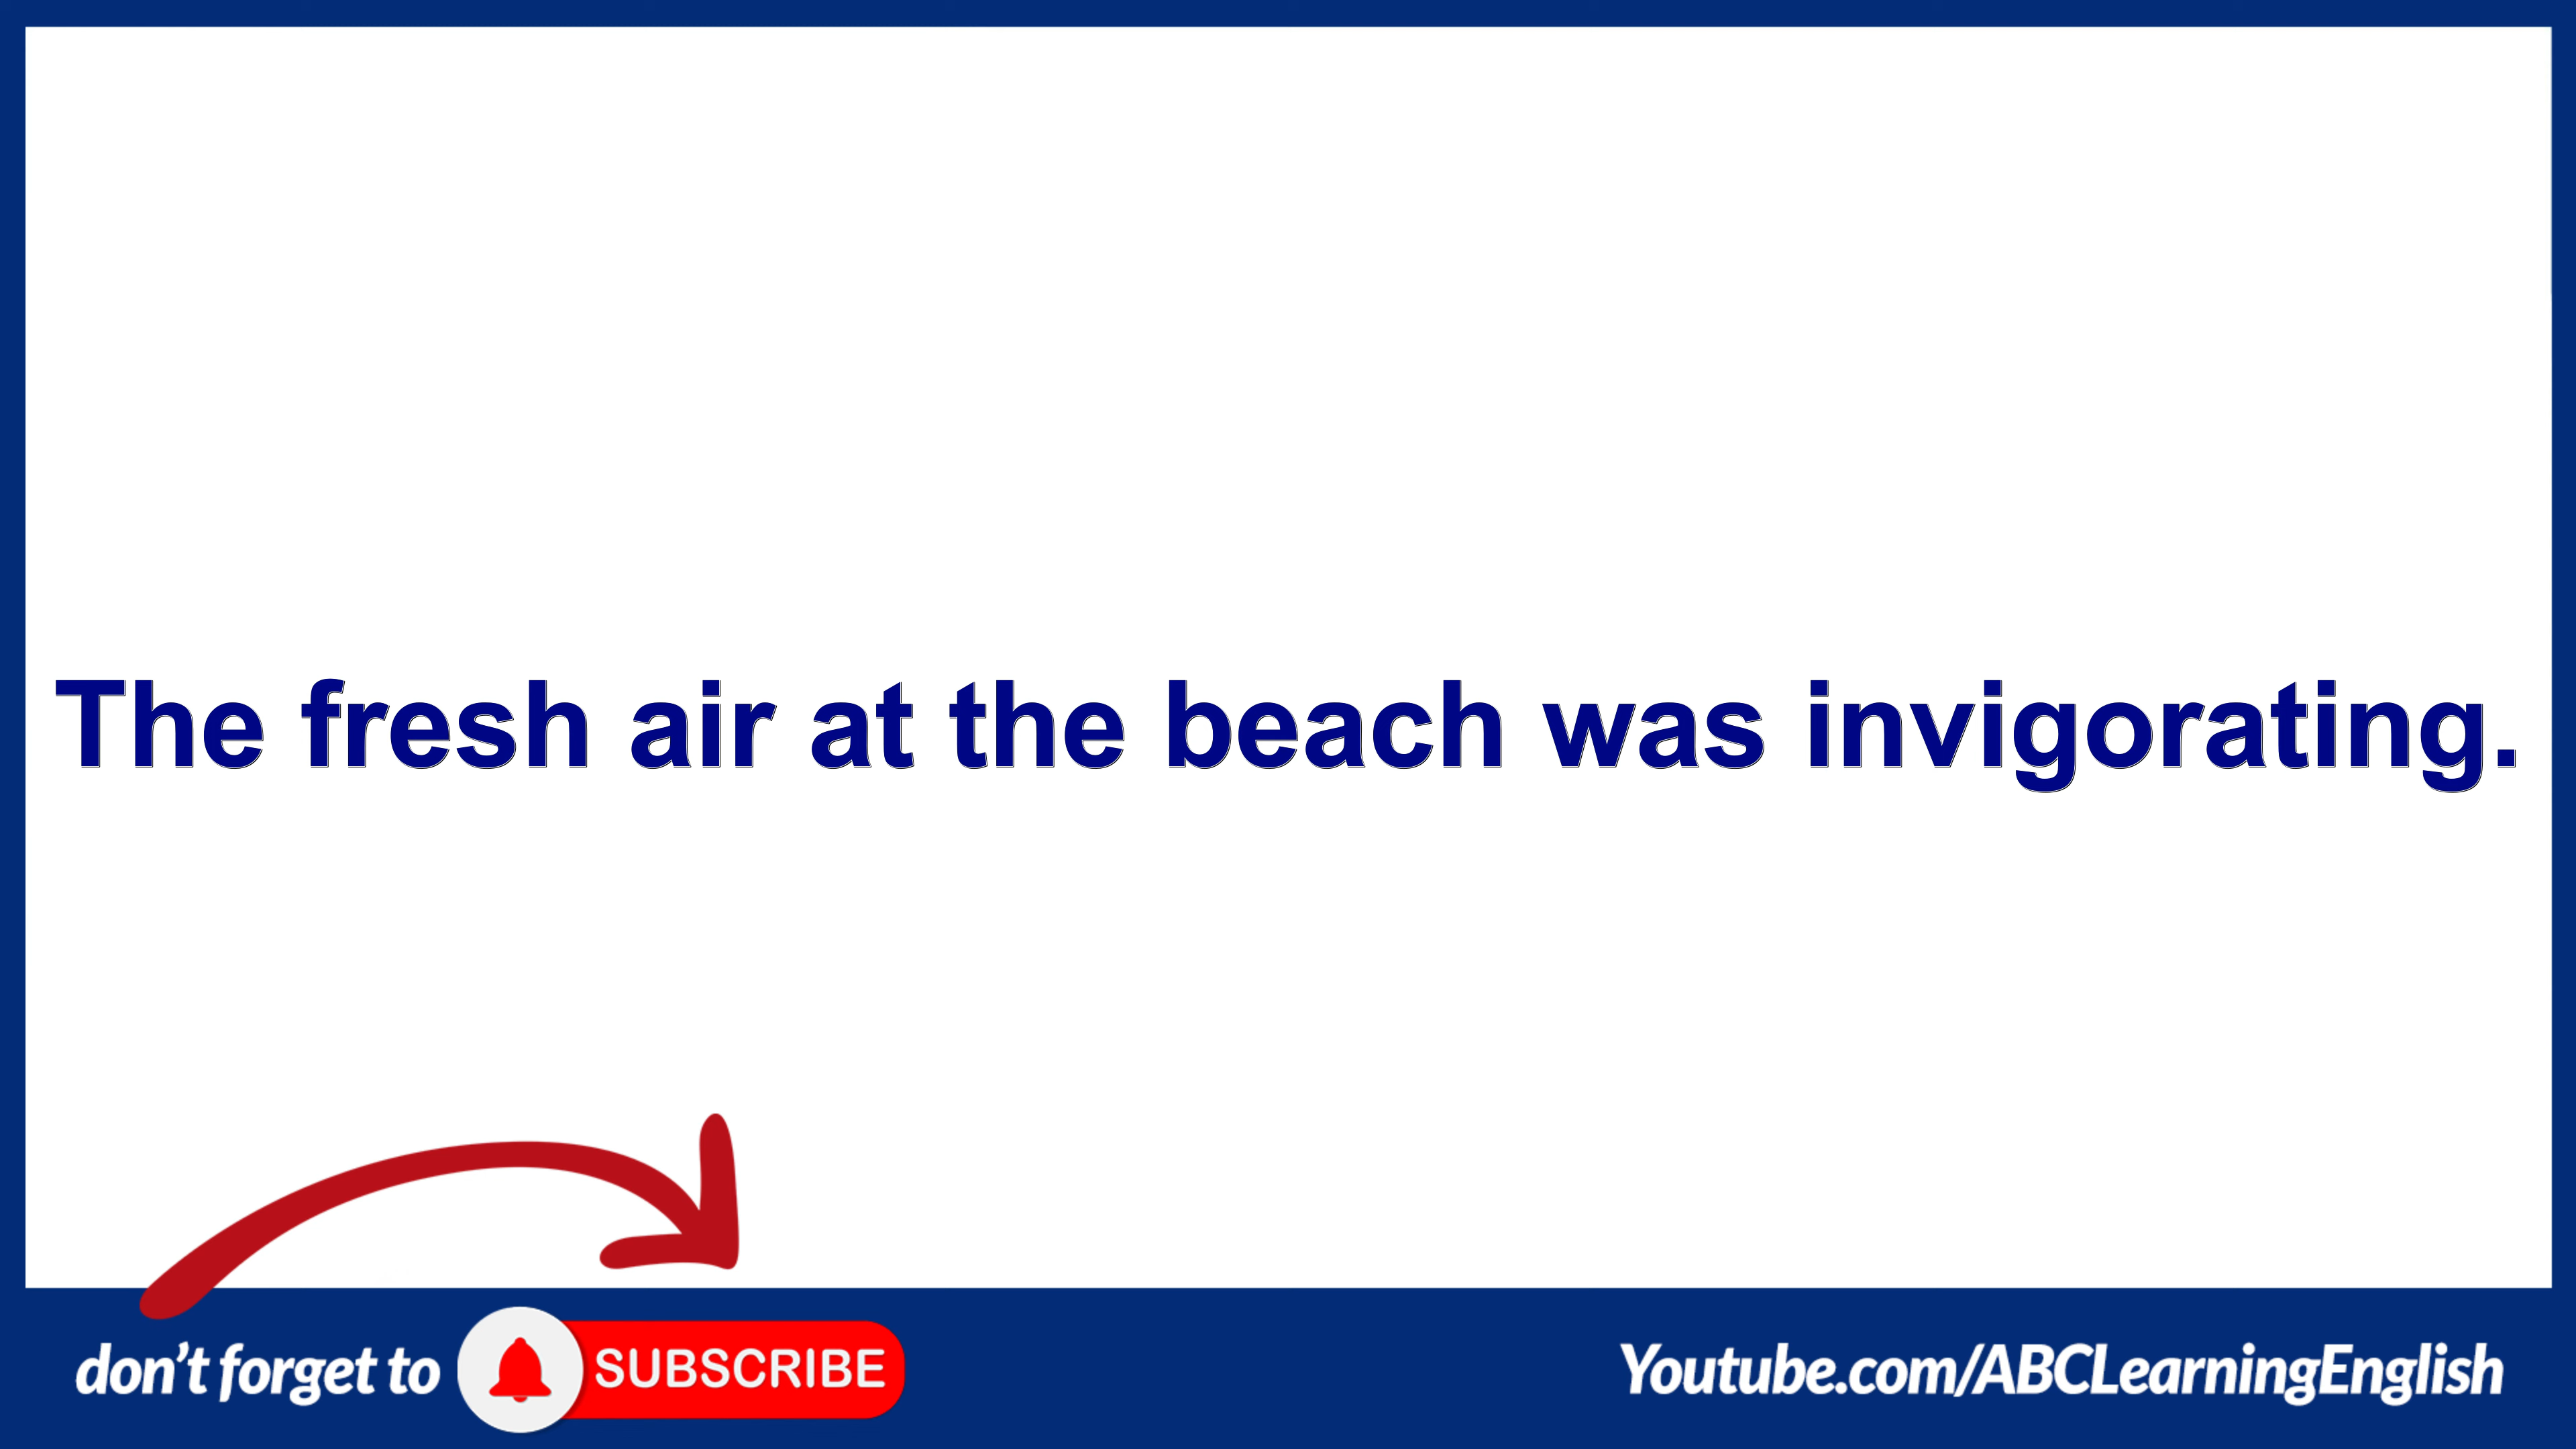 The fresh air at the beach was invigorating.
don't forget to SUBSCRIBE
Youtube.com/ABCLearningEnglish